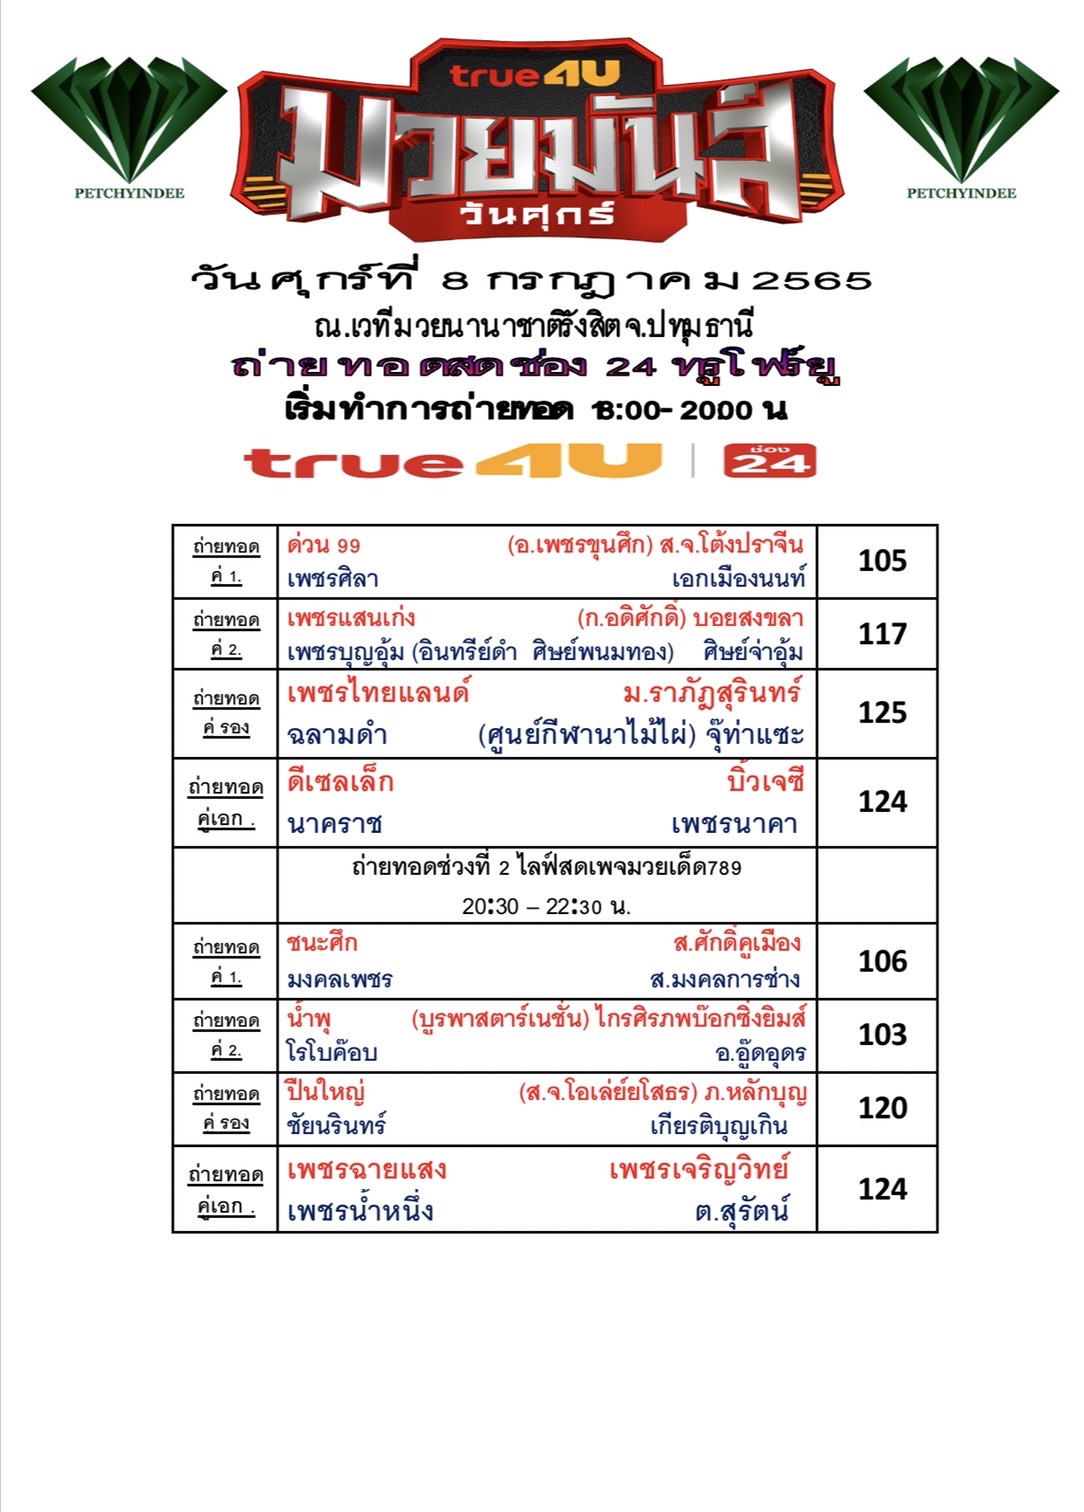 true4U
มวยมันส์
วันศุกร์
PETCHYINDEE
PETCHYINDEE
วันศุกร์ที่ 8 กรกฎาคม 2565
ณ.เวทีมวยนานาชาติรังสิต จ.ปทุมธานี
ถ่ายทอดสดช่อง 24 ทรูโฟร์ยู
เริ่มทำการถ่ายทอด 18:00- 20.00 น.
true4U ช่อง 24
ถ่ายทอด คู่ 1. ด่วน 99 (อ.เพชรขุนศึก) ส.จ.โต้งปราจีน 105
เพชรศิลา เอกเมืองนนท์
ถ่ายทอด คู่ 2. เพชรแสนเก่ง (ก.อดิศักดิ์) บอยสงขลา 117
เพชรบุญอุ้ม (อินทรีย์ดำ ศิษย์พนมทอง) ศิษย์จ่าอุ้ม
ถ่ายทอด คู่ รอง เพชรไทยแลนด์ ม.ราภัฎสุรินทร์ 125
ฉลามดำ (ศูนย์กีฬานาไม้ไผ่) จุ๊ท่าแซะ
ถ่ายทอด คู่เอก . ดีเซลเล็ก บิ๋วเจซี 124
นาคราช เพชรนาคา
ถ่ายทอดช่วงที่ 2 ไลฟ์สดเพจมวยเด็ด789
20:30 – 22:30 น.
ถ่ายทอด คู่ 1. ชนะศึก ส.ศักดิ์คูเมือง 106
มงคลเพชร ส.มงคลการช่าง
ถ่ายทอด คู่ 2. น้ำพุ (บูรพาสตาร์เนชั่น) ไกรศิรภพบ๊อกซิ่งยิมส์ 103
โรโบค๊อบ อ.อู๊ดอุดร
ถ่ายทอด คู่ รอง ปืนใหญ่ (ส.จ.โอเล่ย์ยโสธร) ภ.หลักบุญ 120
ชัยนรินทร์ เกียรติบุญเกิน
ถ่ายทอด คู่เอก . เพชรฉายแสง เพชรเจริญวิทย์ 124
เพชรน้ำหนึ่ง ต.สุรัตน์